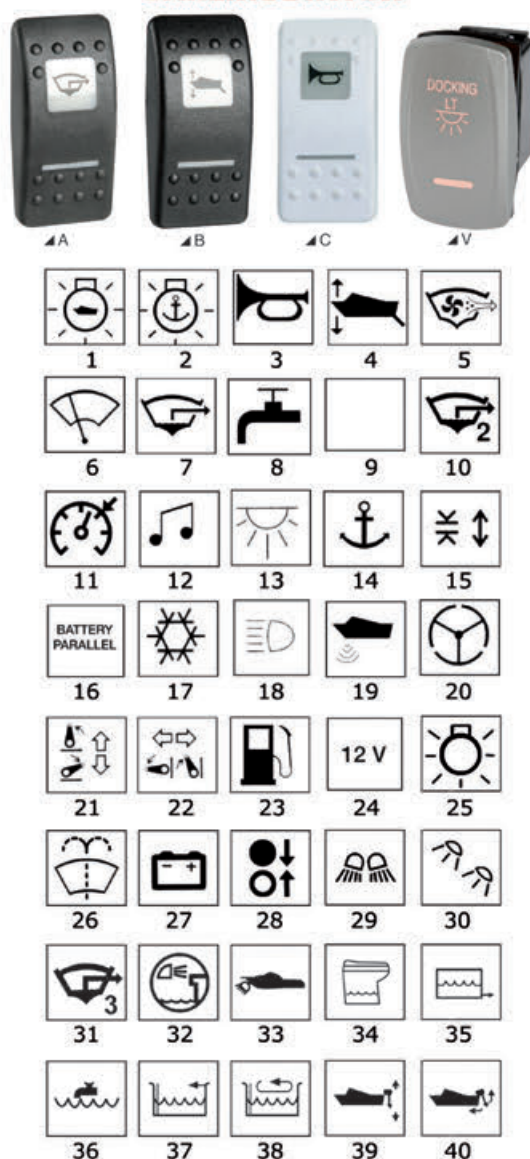 DOCKING
LT
A
B
C
V
1 2 3 4 5
6 7 8 9 10
2
11 12 13 14 15
BATTERY
PARALLEL
16 17 18 19 20
12 V
21 22 23 24 25
- +
26 27 28 29 30
3
31 32 33 34 35
36 37 38 39 40